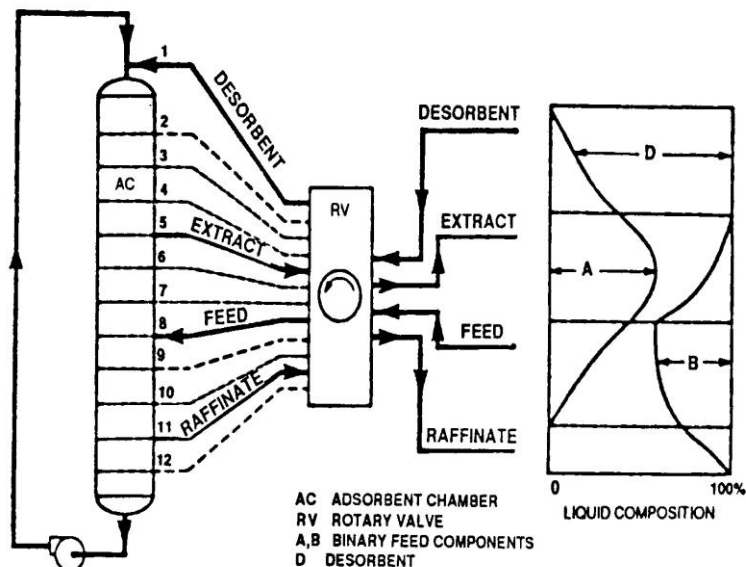 1
DESORBENT
2
3
AC
4
EXTRACT
5
6
7
FEED
8
9
10
RAFFINATE
11
12
RV
DESORBENT
EXTRACT
FEED
RAFFINATE
D
A
B
0 100%
LIQUID COMPOSITION
AC ADSORBENT CHAMBER
RV ROTARY VALVE
A,B BINARY FEED COMPONENTS
D DESORBENT